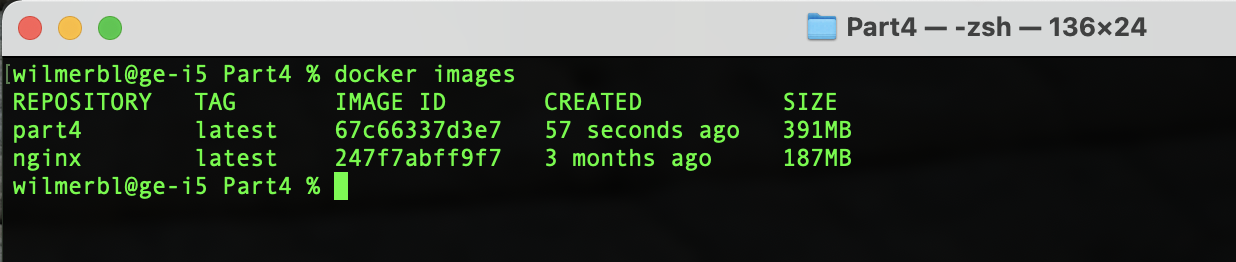 Part4 — -zsh — 136×24
[wilmerbl@ge-i5 Part4 % docker images
REPOSITORY   TAG       IMAGE ID       CREATED          SIZE
part4        latest    67c66337d3e7   57 seconds ago   391MB
nginx        latest    247f7abff9f7   3 months ago     187MB
wilmerbl@ge-i5 Part4 %